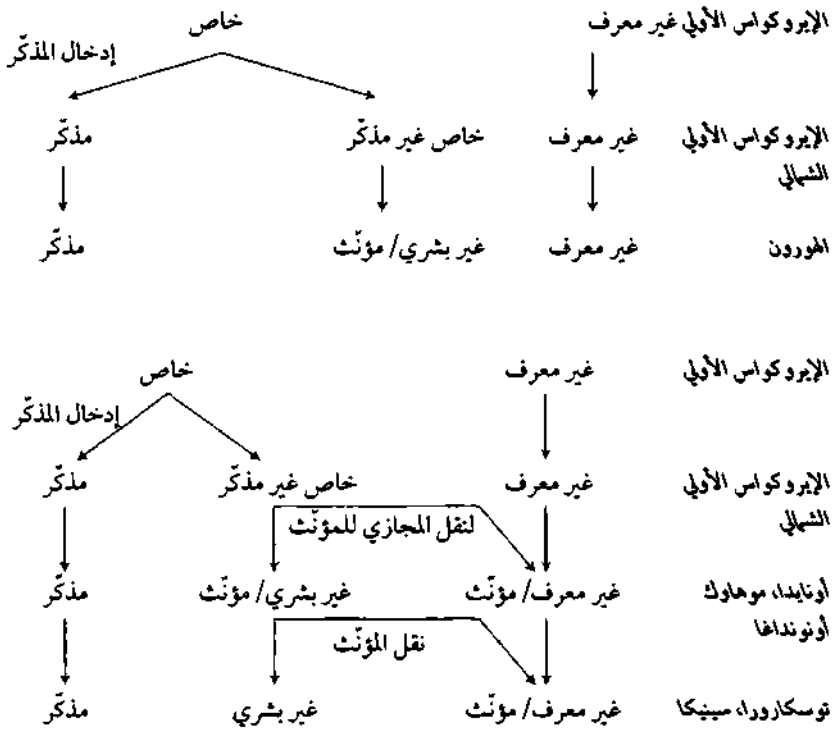 الإيروكواس الأولي غير معرف خاص
إدخال المذكّر
الإيروكواس الأولي غير معرف خاص غير مذكّر مذكّر
الشمالي
الهورون غير معرف غير بشري/ مؤنّث مذكّر
الإيروكواس الأولي غير معرف خاص
إدخال المذكّر
الإيروكواس الأولي غير معرف خاص غير مذكّر مذكّر
الشمالي
لنقل المجازي للمؤنّث
أونايدا، موهاوك غير معرف/ مؤنّث غير بشري/ مؤنّث مذكّر
أونونداغا
نقل المؤنّث
توسكارورا، سينيكا غير معرف/ مؤنّث غير بشري مذكّر